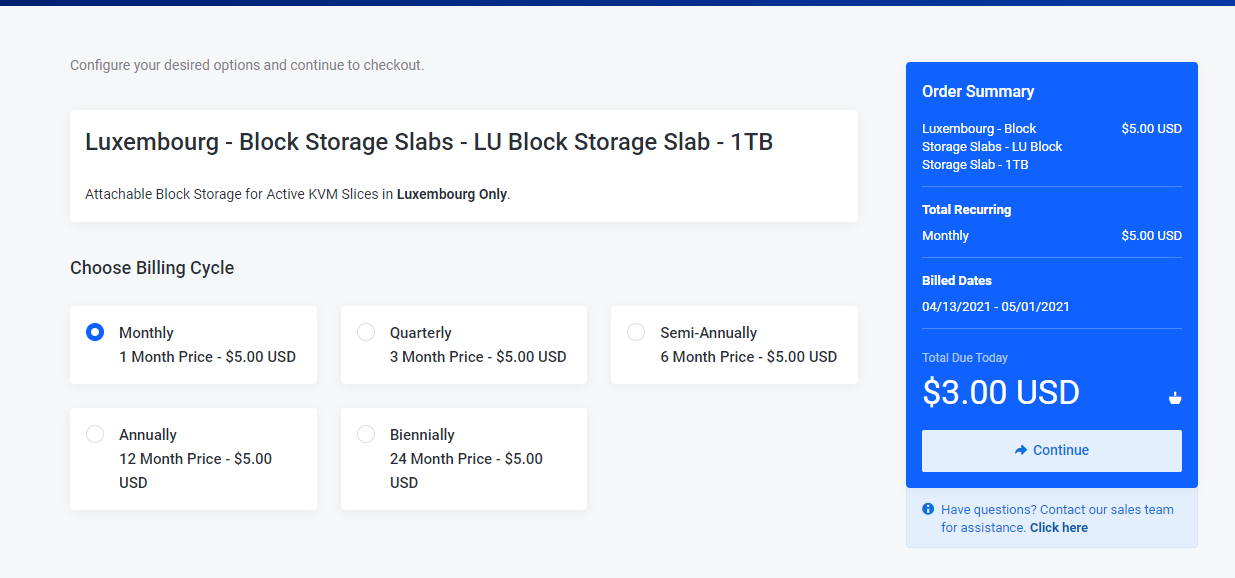 Configure your desired options and continue to checkout.
Luxembourg - Block Storage Slabs - LU Block Storage Slab - 1TB
Attachable Block Storage for Active KVM Slices in Luxembourg Only.
Choose Billing Cycle
Monthly
1 Month Price - $5.00 USD
Quarterly
3 Month Price - $5.00 USD
Semi-Annually
6 Month Price - $5.00 USD
Annually
12 Month Price - $5.00
USD
Biennially
24 Month Price - $5.00
USD
Order Summary
Luxembourg - Block $5.00 USD
Storage Slabs - LU Block
Storage Slab - 1TB
Total Recurring
Monthly $5.00 USD
Billed Dates
04/13/2021 - 05/01/2021
Total Due Today
$3.00 USD
Continue
Have questions? Contact our sales team
for assistance. Click here